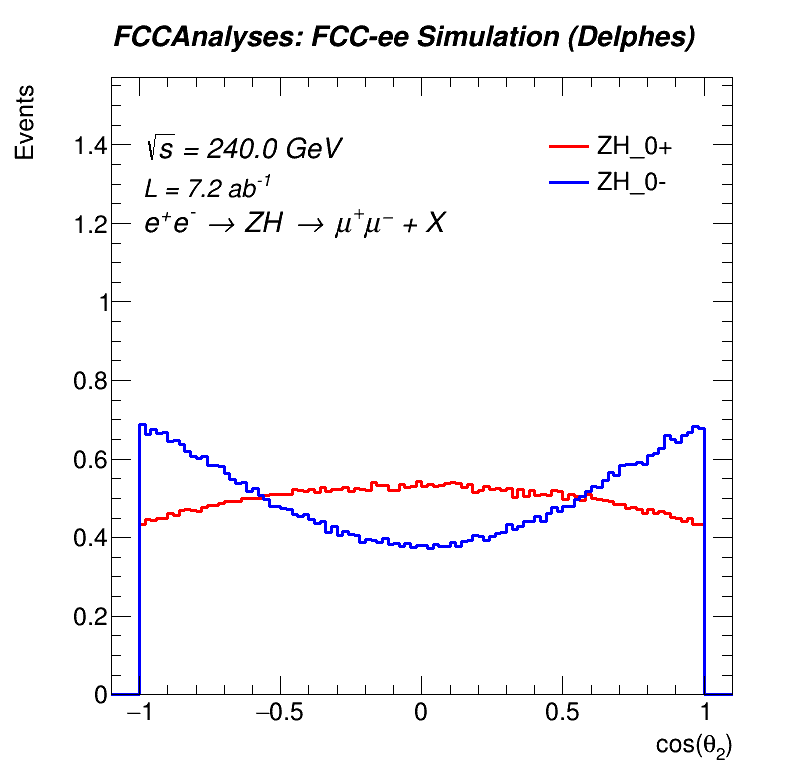 FCCAnalyses: FCC-ee Simulation (Delphes)
Events
√s = 240.0 GeV
L = 7.2 ab⁻¹
e⁺e⁻ → ZH → μ⁺μ⁻ + X
ZH_0+
ZH_0-
1.4
1.2
1
0.8
0.6
0.4
0.2
0
−1 −0.5 0 0.5 1
cos(θ₂)